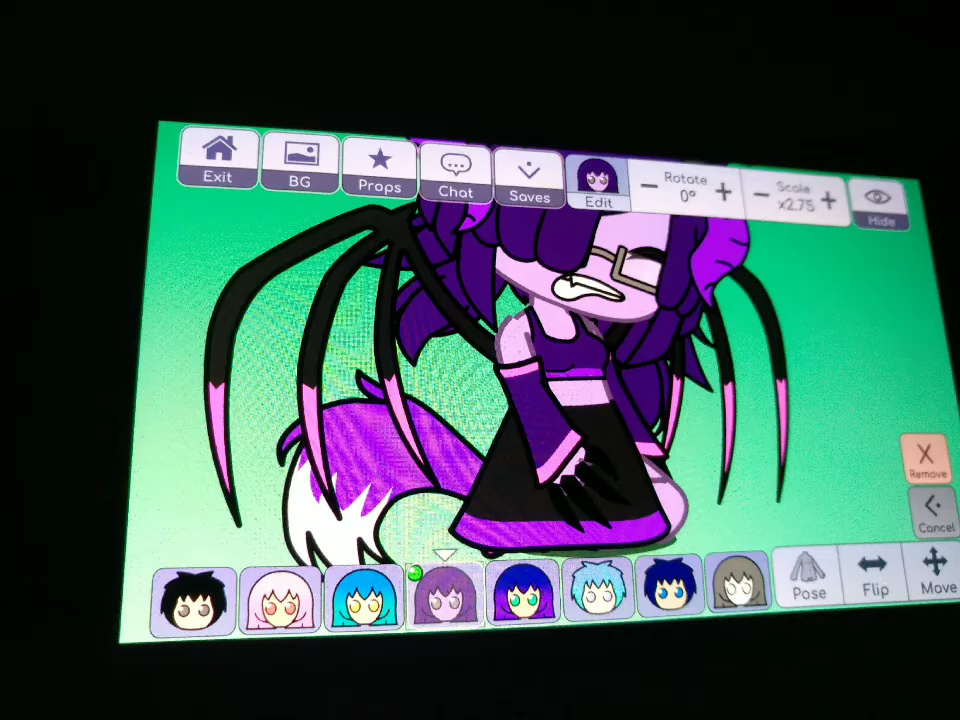 Exit
BG
Props
Chat
Saves
Edit
Rotate
0°
Scale
x2.75
Hide
Remove
Cancel
Pose
Flip
Move